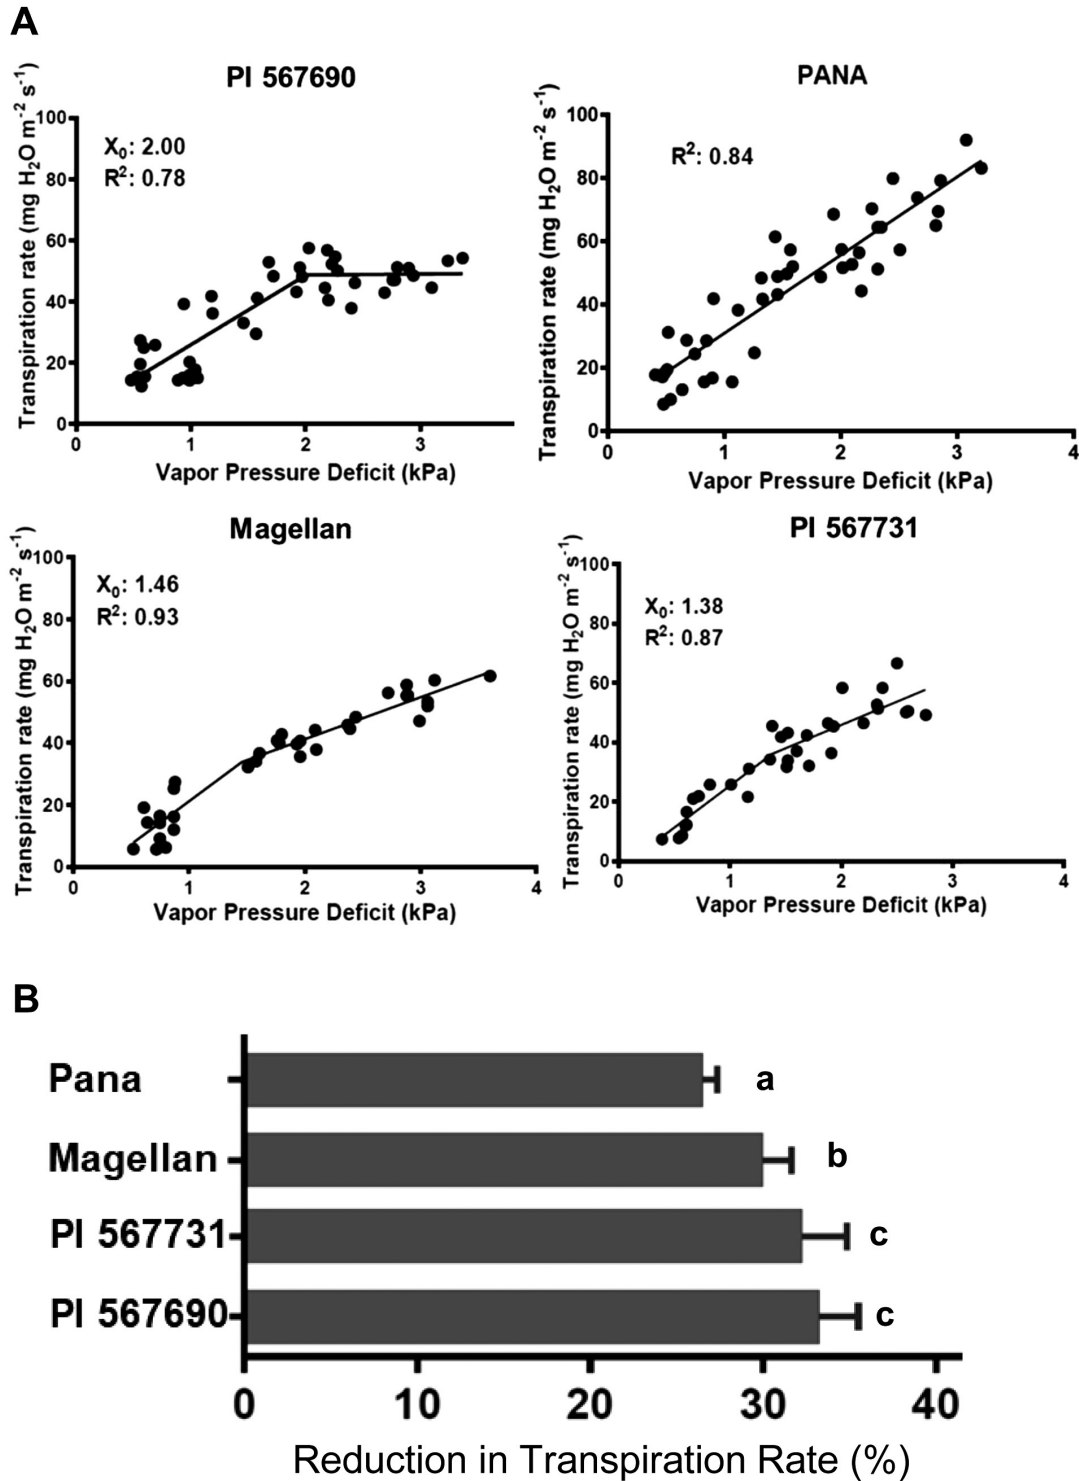 A
PI 567690
Transpiration rate (mg H₂O m⁻² s⁻¹)
100
80
60
40
20
0
X₀: 2.00
R²: 0.78
0 1 2 3
Vapor Pressure Deficit (kPa)
PANA
Transpiration rate (mg H₂O m⁻² s⁻¹)
100
80
60
40
20
0
R²: 0.84
0 1 2 3 4
Vapor Pressure Deficit (kPa)
Magellan
Transpiration rate (mg H₂O m⁻² s⁻¹)
100
80
60
40
20
0
X₀: 1.46
R²: 0.93
0 1 2 3 4
Vapor Pressure Deficit (kPa)
PI 567731
Transpiration rate (mg H₂O m⁻² s⁻¹)
100
80
60
40
20
0
X₀: 1.38
R²: 0.87
0 1 2 3 4
Vapor Pressure Deficit (kPa)
B
Pana a
Magellan b
PI 567731 c
PI 567690 c
0 10 20 30 40
Reduction in Transpiration Rate (%)